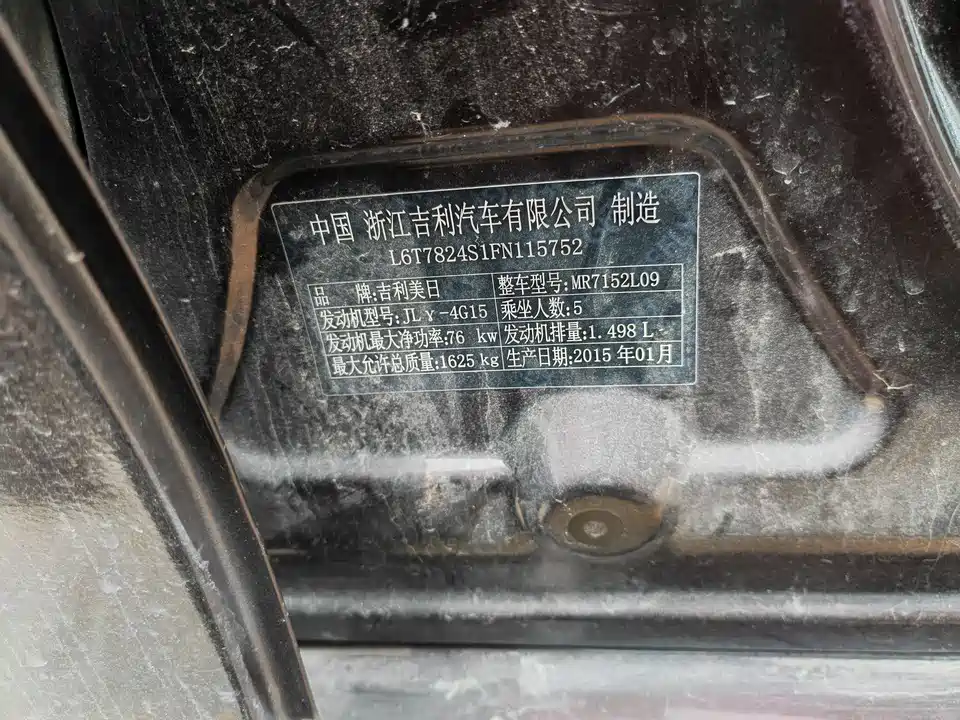 中国 浙江吉利汽车有限公司 制造
L6T7824S1FN115752
品 牌:吉利美日 整车型号:MR7152L09
发动机型号:JLγ-4G15 乘坐人数:5
发动机最大净功率:76 kw 发动机排量:1.498 L
最大允许总质量:1625 kg 生产日期:2015 年01月